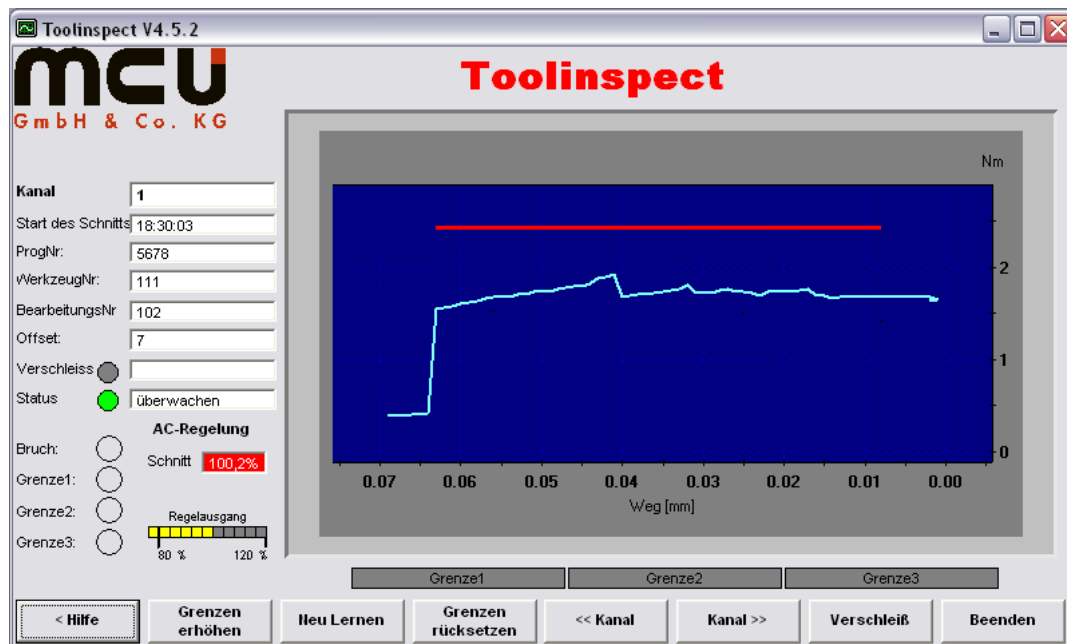 Toolinspect V4.5.2
mcu
GmbH & Co. KG
Toolinspect
Kanal 1
Start des Schnitts 18:30:03
ProgNr: 5678
WerkzeugNr: 111
BearbeitungsNr 102
Offset: 7
Verschleiss
Status überwachen
AC-Regelung
Bruch:
Schnitt 100,2%
Grenze1:
Grenze2:
Regelausgang
Grenze3:
80 % 120 %
Nm
2
1
0
0.07 0.06 0.05 0.04 0.03 0.02 0.01 0.00
Weg [mm]
Grenze1 Grenze2 Grenze3
< Hilfe
Grenzen
erhöhen
Neu Lernen
Grenzen
rücksetzen
<< Kanal
Kanal >>
Verschleiß
Beenden